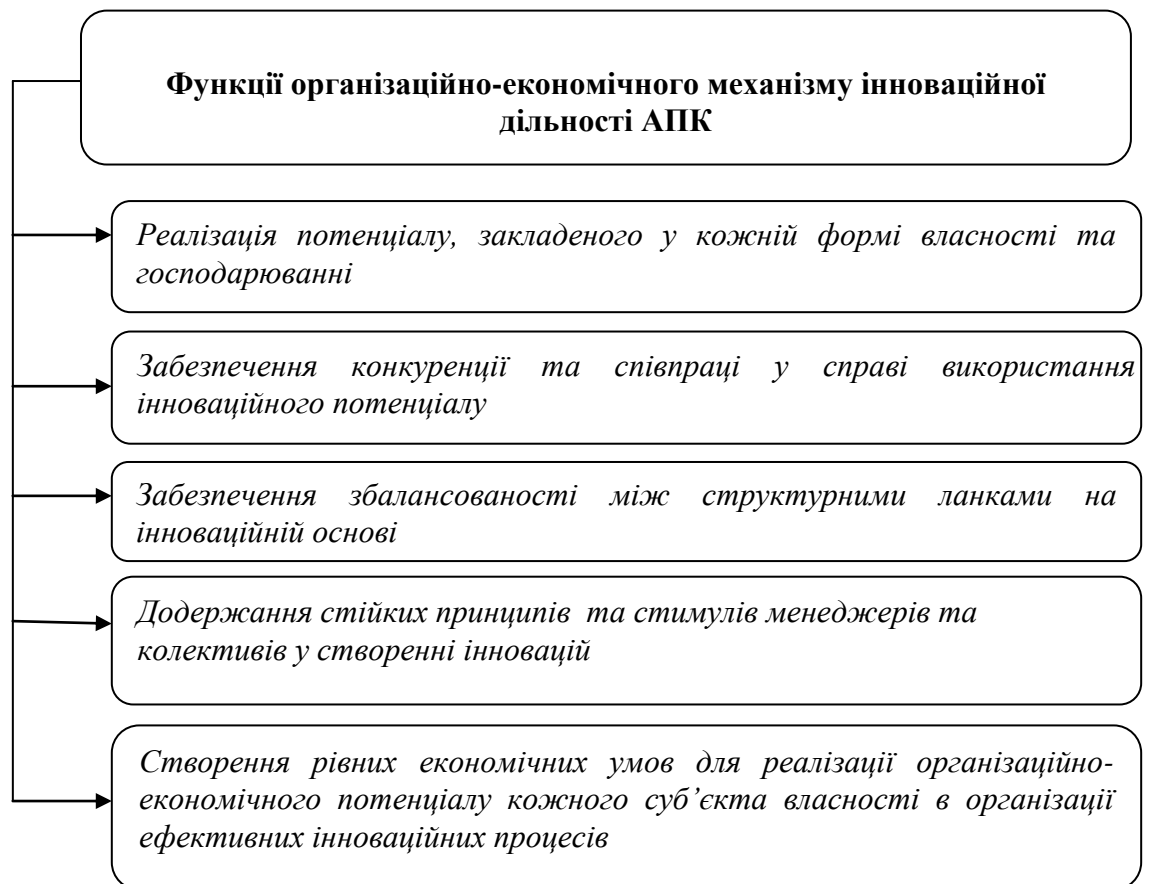 Функції організаційно-економічного механізму інноваційної
дільності АПК
Реалізація потенціалу, закладеного у кожній формі власності та
господарюванні
Забезпечення конкуренції та співпраці у справі використання
інноваційного потенціалу
Забезпечення збалансованості між структурними ланками на
інноваційній основі
Додержання стійких принципів та стимулів менеджерів та
колективів у створенні інновацій
Створення рівних економічних умов для реалізації організаційно-
економічного потенціалу кожного суб’єкта власності в організації
ефективних інноваційних процесів